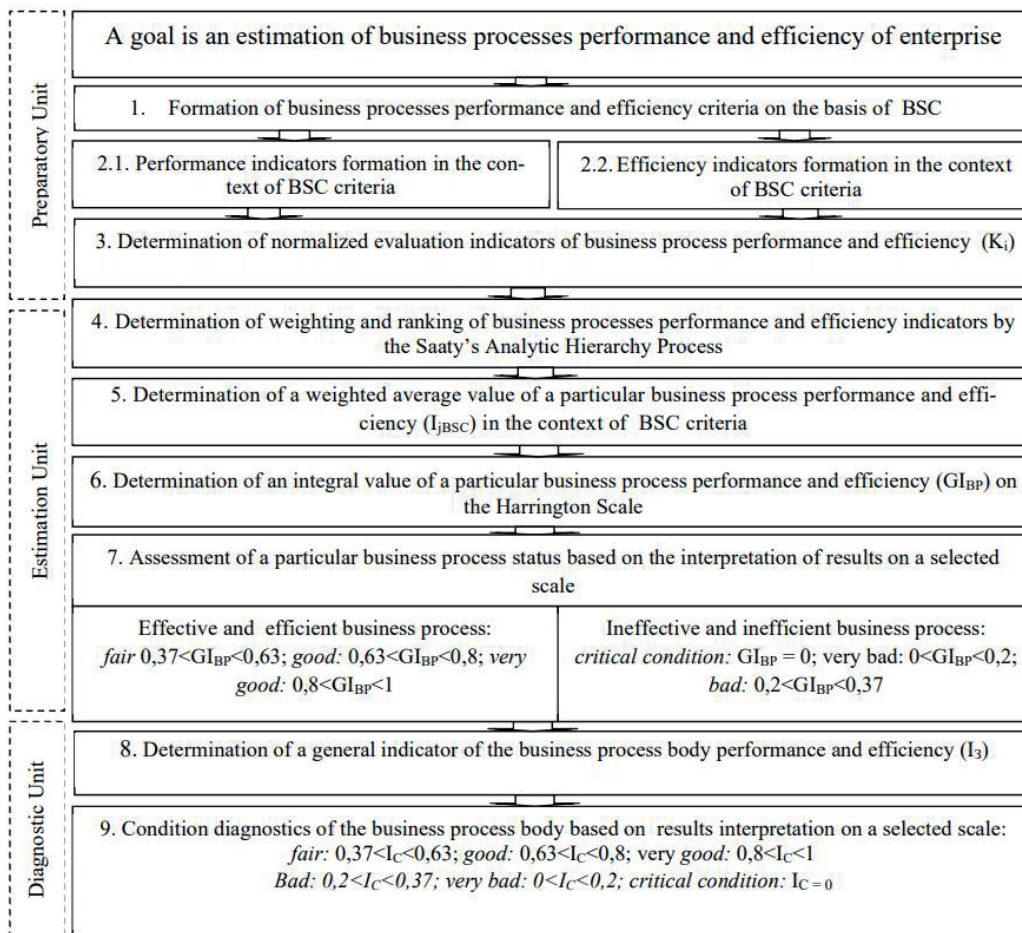 Preparatory Unit
A goal is an estimation of business processes performance and efficiency of enterprise
1. Formation of business processes performance and efficiency criteria on the basis of BSC
2.1. Performance indicators formation in the con-
text of BSC criteria
2.2. Efficiency indicators formation in the context
of BSC criteria
3. Determination of normalized evaluation indicators of business process performance and efficiency (Ki)
Estimation Unit
4. Determination of weighting and ranking of business processes performance and efficiency indicators by
the Saaty's Analytic Hierarchy Process
5. Determination of a weighted average value of a particular business process performance and effi-
ciency (IjBSC) in the context of BSC criteria
6. Determination of an integral value of a particular business process performance and efficiency (GIBP) on
the Harrington Scale
7. Assessment of a particular business process status based on the interpretation of results on a selected
scale
Effective and efficient business process:
fair 0,37<GIBP<0,63; good: 0,63<GIBP<0,8; very
good: 0,8<GIBP<1
Ineffective and inefficient business process:
critical condition: GIBP = 0; very bad: 0<GIBP<0,2;
bad: 0,2<GIBP<0,37
Diagnostic Unit
8. Determination of a general indicator of the business process body performance and efficiency (I3)
9. Condition diagnostics of the business process body based on results interpretation on a selected scale:
fair: 0,37<IC<0,63; good: 0,63<IC<0,8; very good: 0,8<IC<1
Bad: 0,2<IC<0,37; very bad: 0<IC<0,2; critical condition: IC = 0